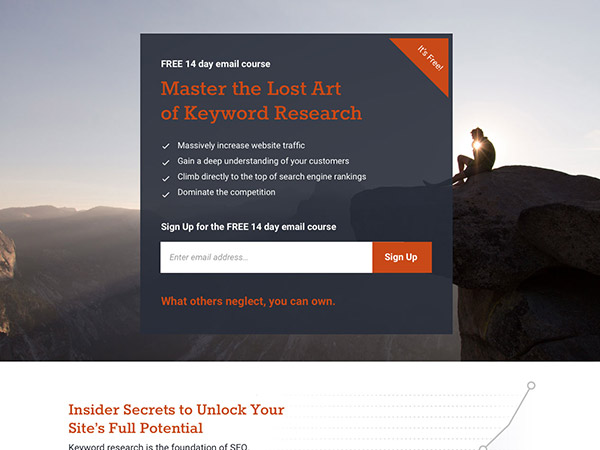 FREE 14 day email course
It's Free!
Master the Lost Art
of Keyword Research
Massively increase website traffic
Gain a deep understanding of your customers
Climb directly to the top of search engine rankings
Dominate the competition
Sign Up for the FREE 14 day email course
Enter email address...
Sign Up
What others neglect, you can own.
Insider Secrets to Unlock Your
Site's Full Potential
Keyword research is the foundation of SEO.